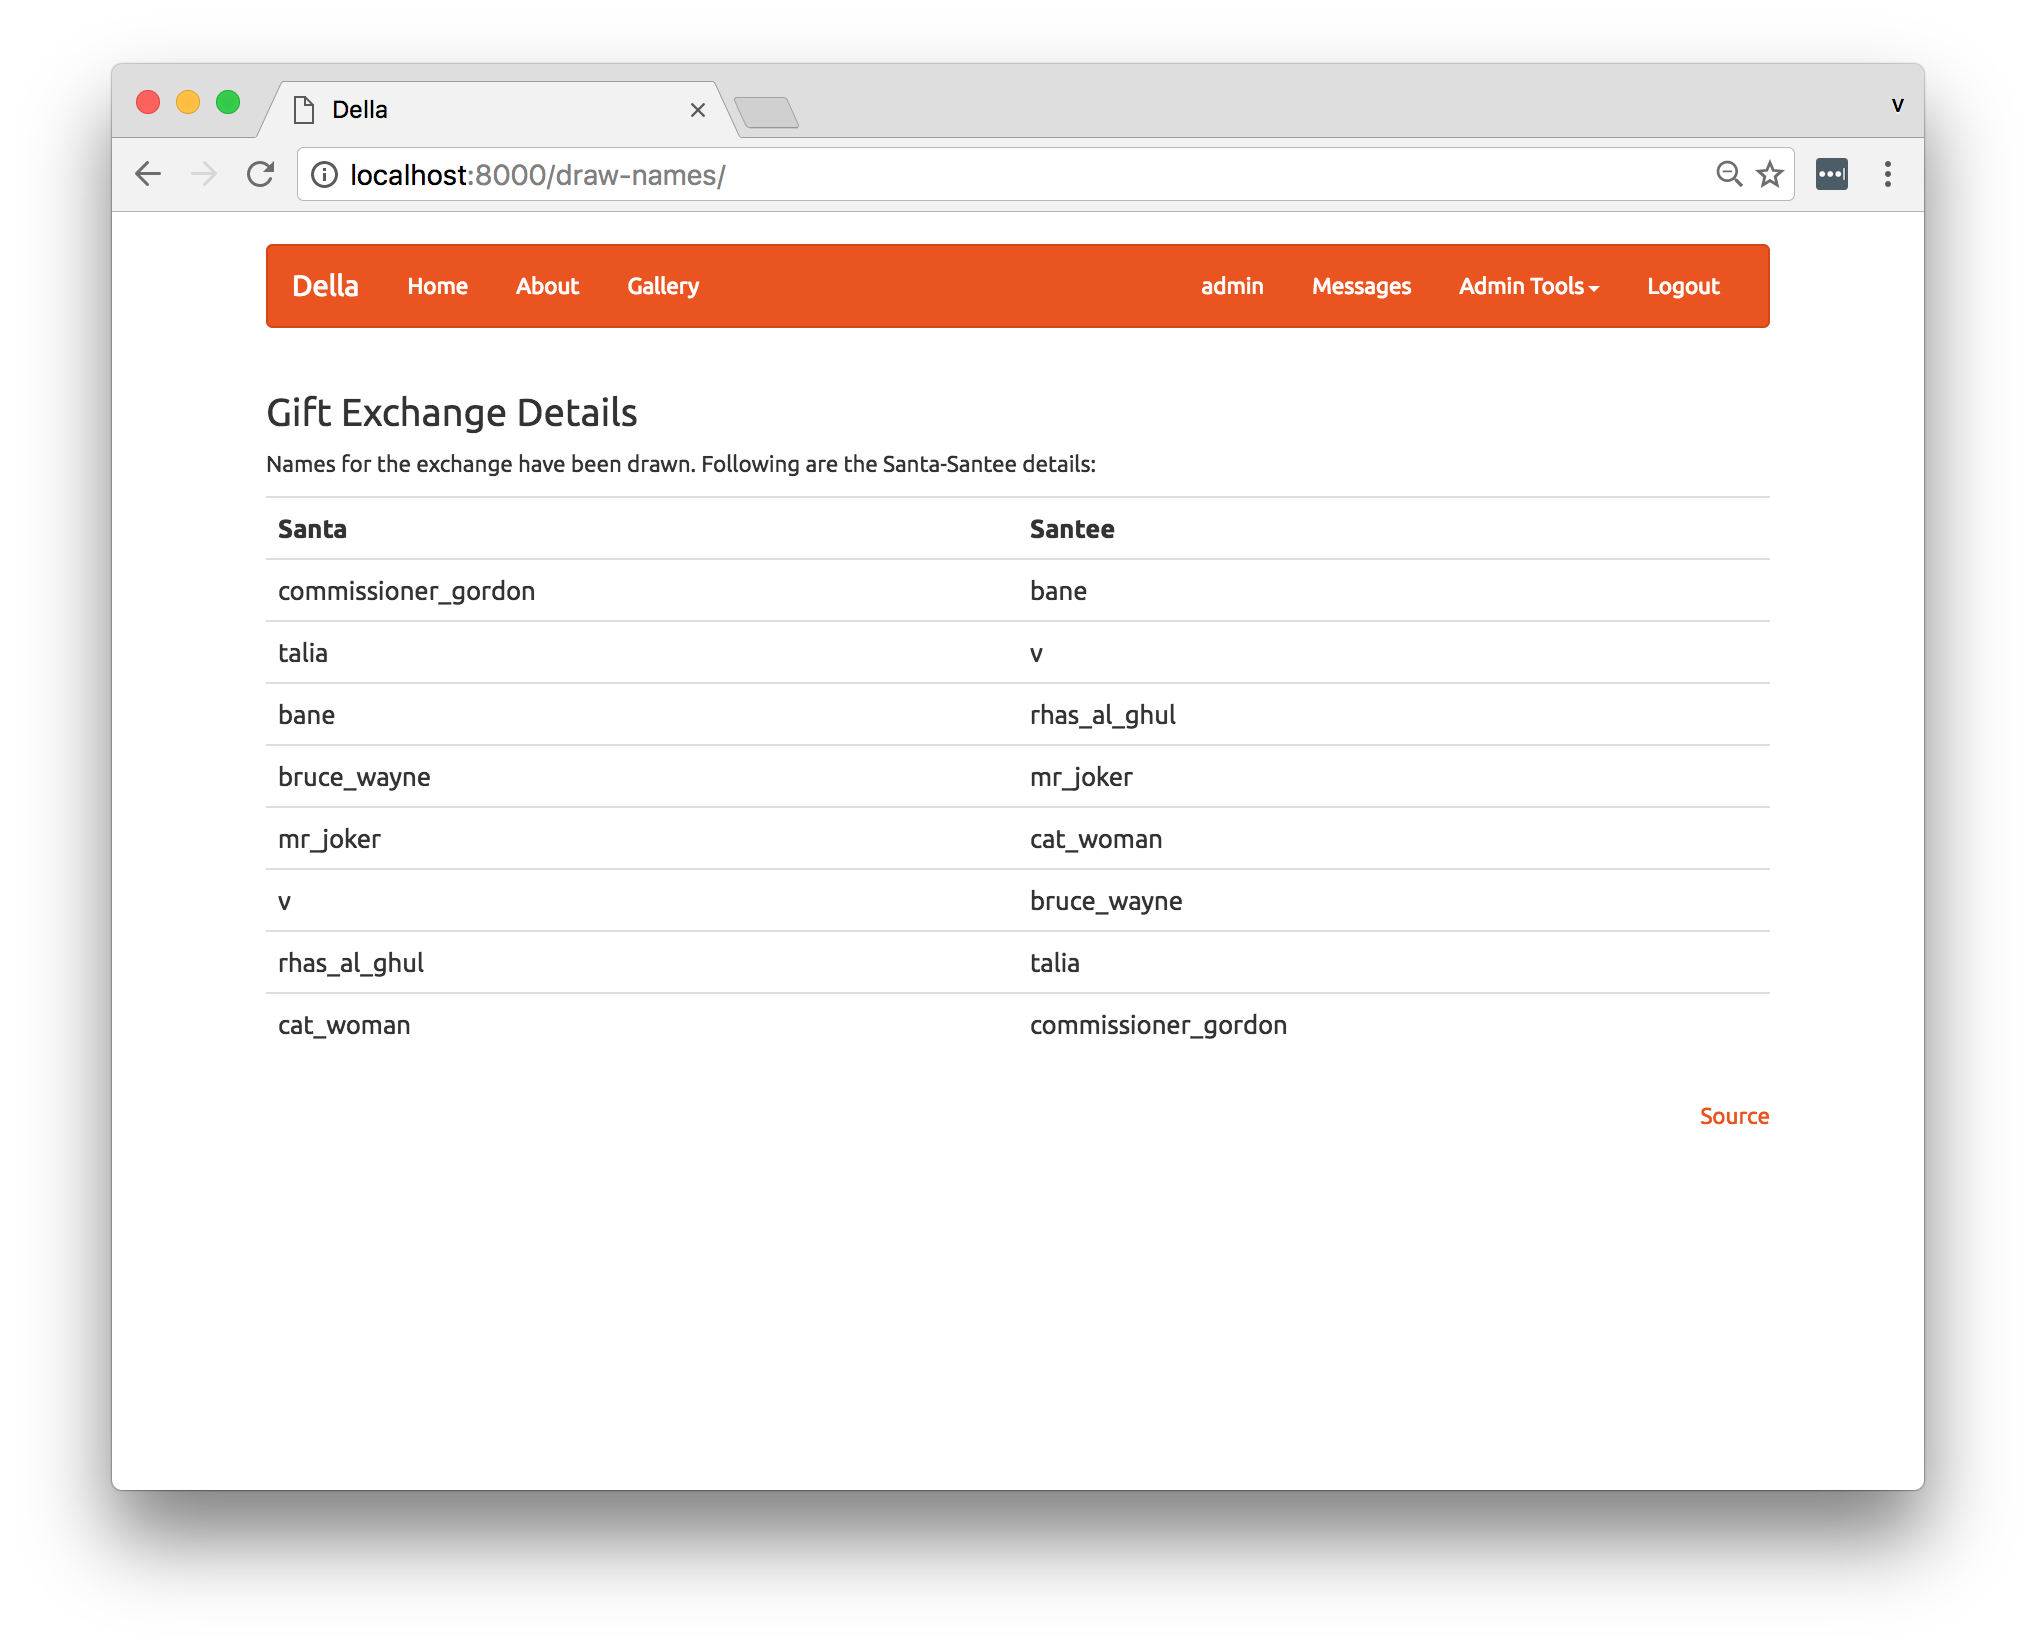 Della
v
localhost:8000/draw-names/
Della Home About Gallery admin Messages Admin Tools Logout
Gift Exchange Details
Names for the exchange have been drawn. Following are the Santa-Santee details:
Santa Santee
commissioner_gordon bane
talia v
bane rhas_al_ghul
bruce_wayne mr_joker
mr_joker cat_woman
v bruce_wayne
rhas_al_ghul talia
cat_woman commissioner_gordon
Source